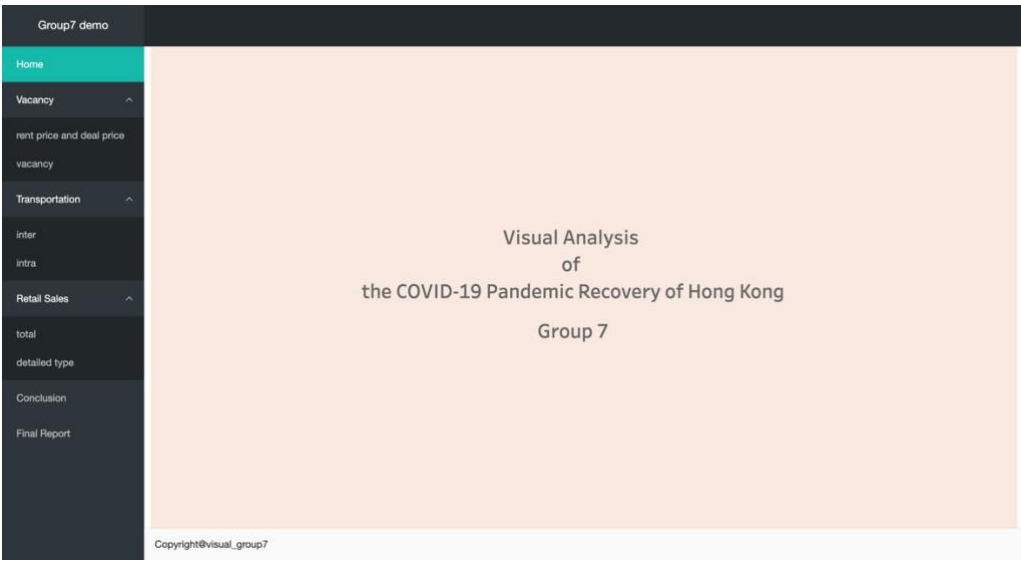 Group7 demo
Home
Vacancy
rent price and deal price
vacancy
Transportation
inter
intra
Retail Sales
total
detailed type
Conclusion
Final Report
Visual Analysis
of
the COVID-19 Pandemic Recovery of Hong Kong
Group 7
Copyright@visual_group7